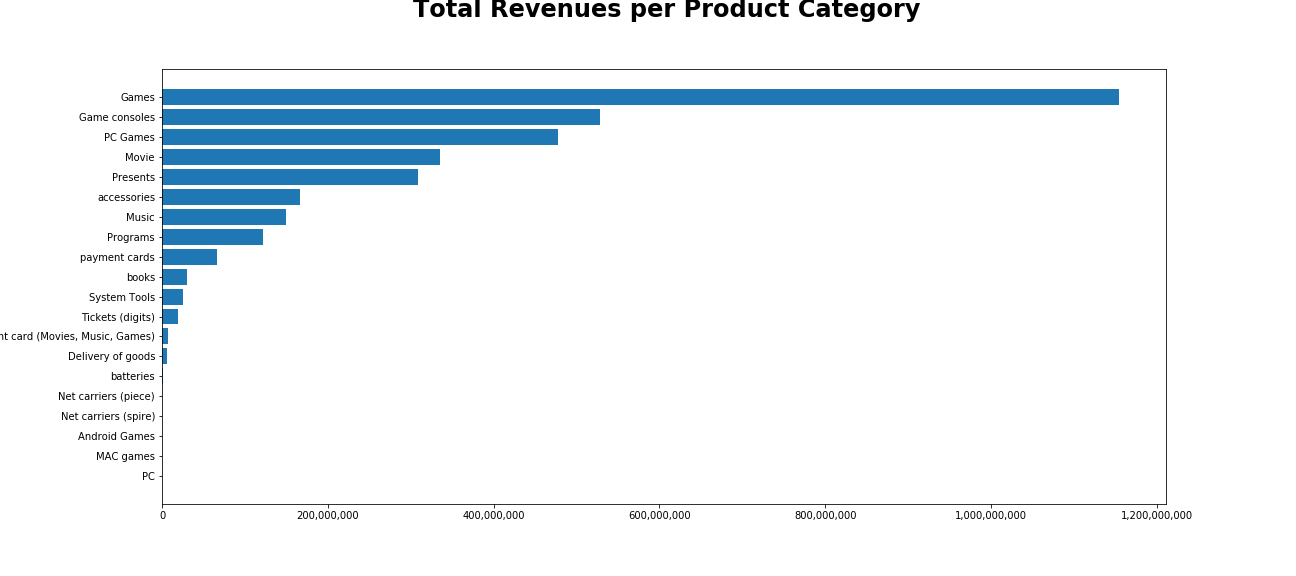 Total Revenues per Product Category
Games
Game consoles
PC Games
Movie
Presents
accessories
Music
Programs
payment cards
books
System Tools
Tickets (digits)
card (Movies, Music, Games)
Delivery of goods
batteries
Net carriers (piece)
Net carriers (spire)
Android Games
MAC games
PC
0
200,000,000
400,000,000
600,000,000
800,000,000
1,000,000,000
1,200,000,000